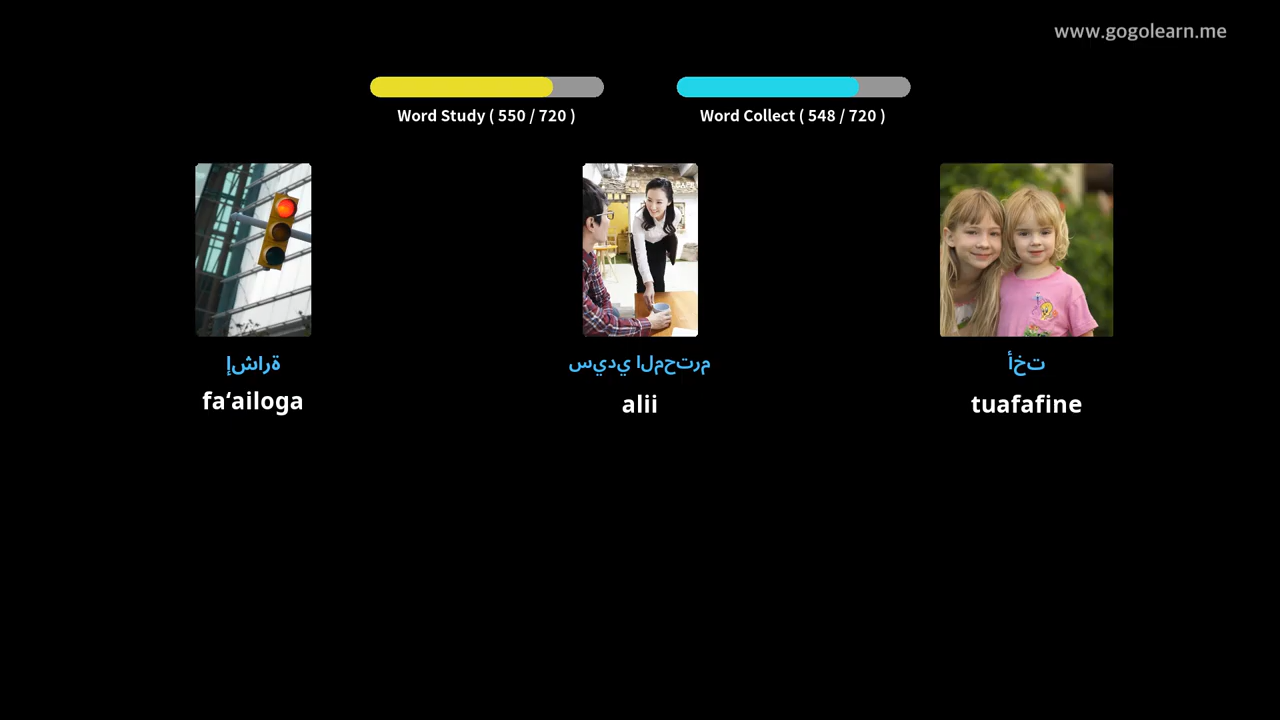 www.gogolearn.me
Word Study ( 550 / 720 )
Word Collect ( 548 / 720 )
إشارة
سيدي المحترم
أخت
fa‘ailoga
alii
tuafafine